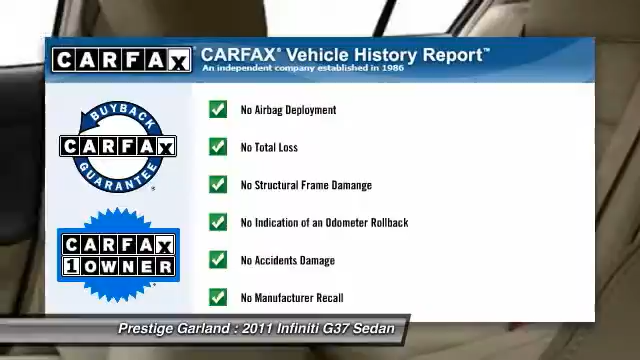 CARFAX CARFAX® Vehicle History Report™
An independent company established in 1986
BUYBACK
CARFAX
GUARANTEE
No Airbag Deployment
No Total Loss
No Structural Frame Damange
No Indication of an Odometer Rollback
CARFAX
1 OWNER
No Accidents Damage
No Manufacturer Recall
Prestige Garland : 2011 Infiniti G37 Sedan